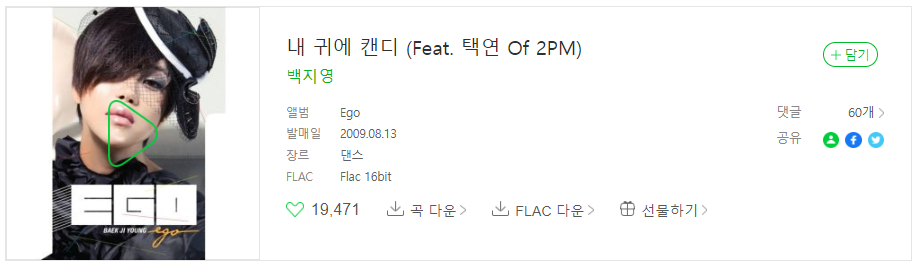 EGO
BAEK JI YOUNG ego
내 귀에 캔디 (Feat. 택연 Of 2PM)
백지영
담기
앨범 Ego
발매일 2009.08.13
장르 댄스
FLAC Flac 16bit
댓글 60개
공유
19,471 곡 다운 FLAC 다운 선물하기